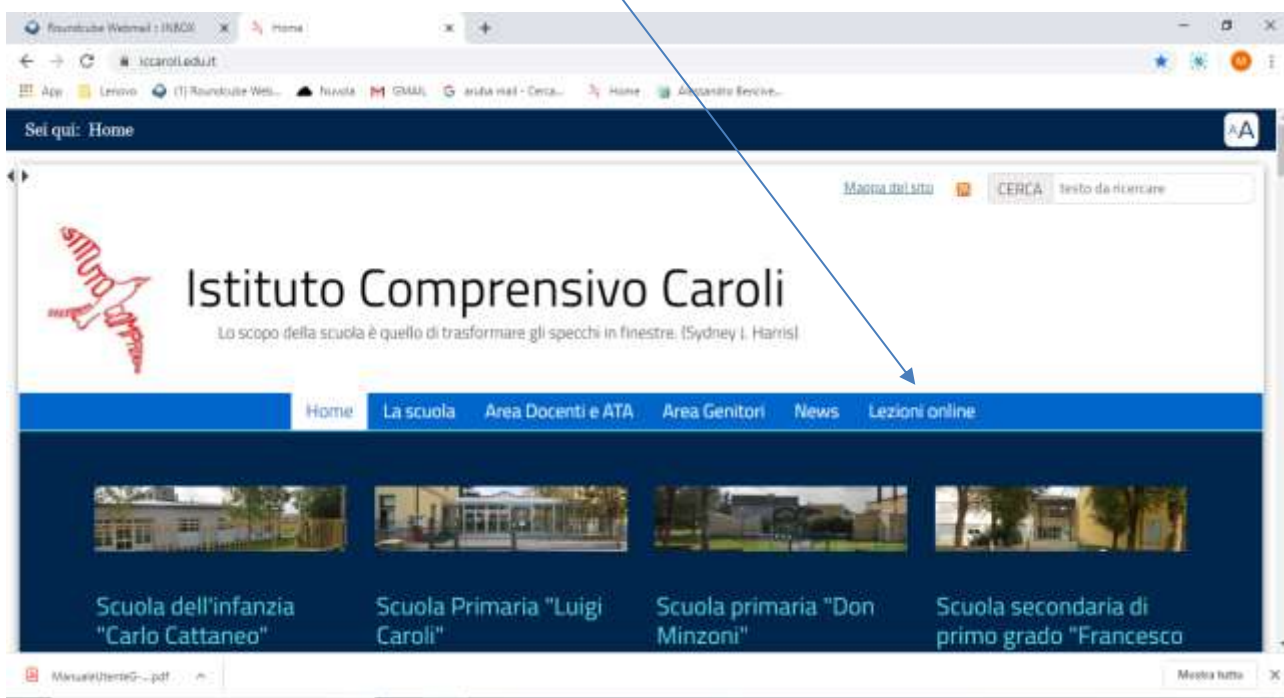 Roundcube Webmail :: INBOX
Home
iccaroli.edu.it
App Lenovo (1) Roundcube Web... Nuvola GMAIL aruba mail - Cerca... Home
Sei qui: Home
AA
Mappa del sito CERCA testo da ricercare
ISTITUTO
Istituto Comprensivo Caroli
Lo scopo della scuola è quello di trasformare gli specchi in finestre. (Sydney J. Harris)
Home La scuola Area Docenti e ATA Area Genitori News Lezioni online
Scuola dell'infanzia
"Carlo Cattaneo"
Scuola Primaria "Luigi
Caroli"
Scuola primaria "Don
Minzoni"
Scuola secondaria di
primo grado "Francesco
ManualeUtenteG-....pdf
Mostra tutto